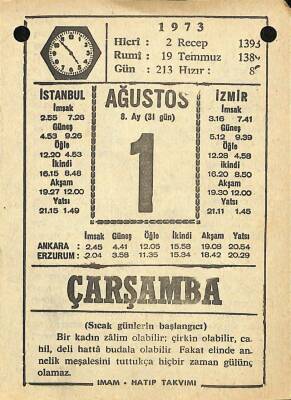 1973
Hicrî : 2 Recep 1393
Rumî : 19 Temmuz 1389
Gün : 213 Hızır : 88
İSTANBUL
İmsak
2.55 7.26
Güneş
4.53 9.26
Öğle
12.20 4.53
İkindi
16.15 8.48
Akşam
19.27 12.00
Yatsı
21.15 1.49
AĞUSTOS
8. Ay (31 gün)
1
İZMİR
İmsak
3.16 7.41
Güneş
5.12 9.39
Öğle
12.28 4.58
İkindi
16.20 8.50
Akşam
19.31 12.00
Yatsı
21.11 1.45
İmsak Güneş Öğle İkindi Akşam Yatsı
ANKARA : 2.45 4.41 12.05 15.58 19.08 20.54
ERZURUM : 2.04 3.58 11.35 15.34 18.42 20.29
ÇARŞAMBA
(Sıcak günlerin başlangıcı)
Bir kadın zâlim olabilir; çirkin olabilir, ca-
hil, deli hattâ budala olabilir. Fakat elinde an-
nelik meşalesini tuttukça hiçbir zaman gülünç
olamaz.
İMAM - HATİP TAKVİMİ